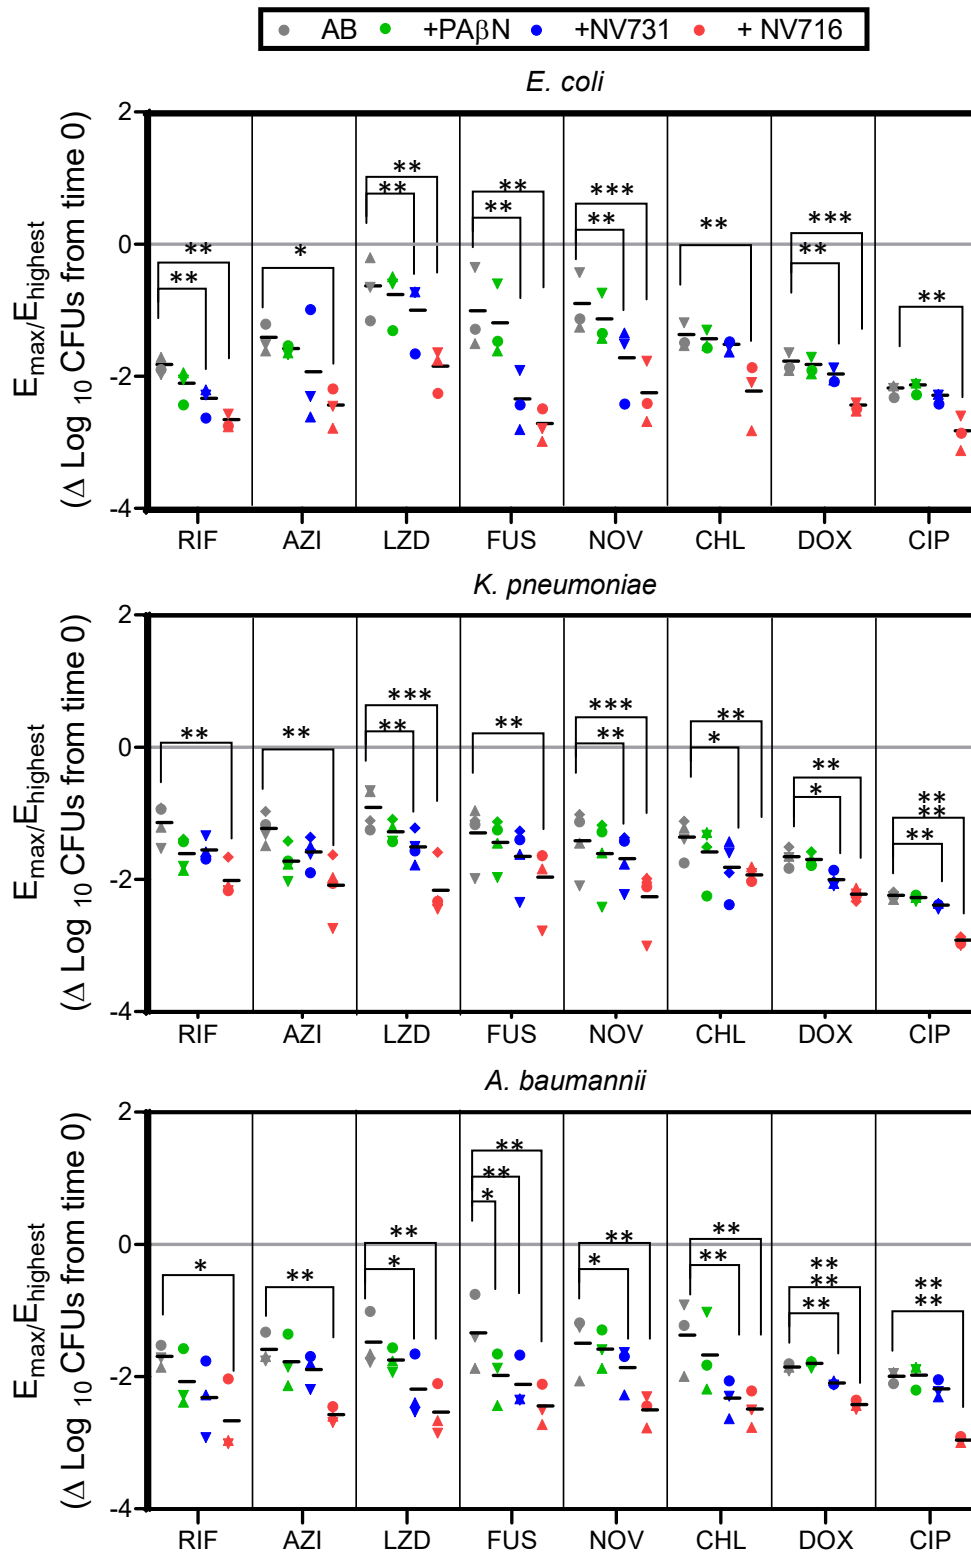 AB +PAβN +NV731 + NV716
E. coli
Emax/Ehighest
(Δ Log 10 CFUs from time 0)
2
0
-2
-4
** ** * ** ** ** ** *** ** ** *** ** **
RIF AZI LZD FUS NOV CHL DOX CIP
K. pneumoniae
Emax/Ehighest
(Δ Log 10 CFUs from time 0)
2
0
-2
-4
** ** *** ** ** *** ** ** * ** * ** ** **
RIF AZI LZD FUS NOV CHL DOX CIP
A. baumannii
Emax/Ehighest
(Δ Log 10 CFUs from time 0)
2
0
-2
-4
* ** ** * ** ** * ** * ** ** ** ** ** ** **
RIF AZI LZD FUS NOV CHL DOX CIP